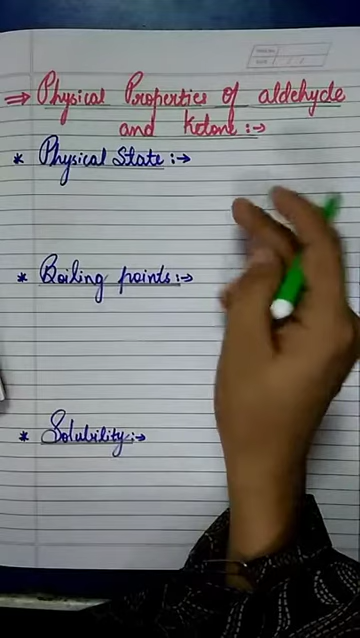 ⇒ Physical Properties of aldehyde
and Ketone :→
* Physical State :→
* Boiling points :→
* Solubility :→